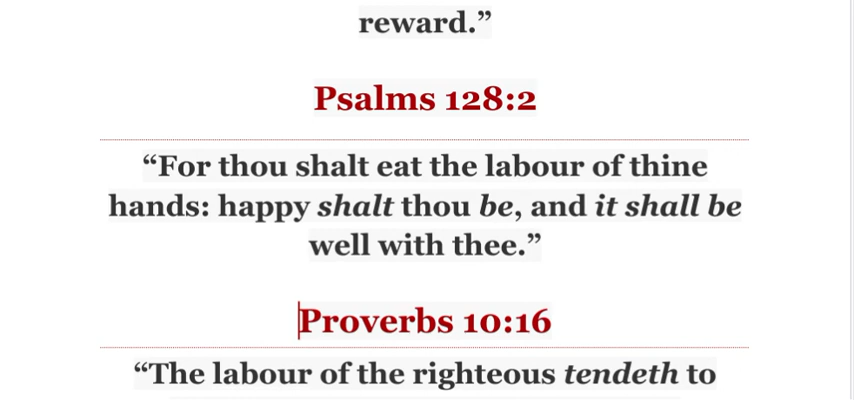 reward.”
Psalms 128:2
“For thou shalt eat the labour of thine
hands: happy shalt thou be, and it shall be
well with thee.”
Proverbs 10:16
“The labour of the righteous tendeth to